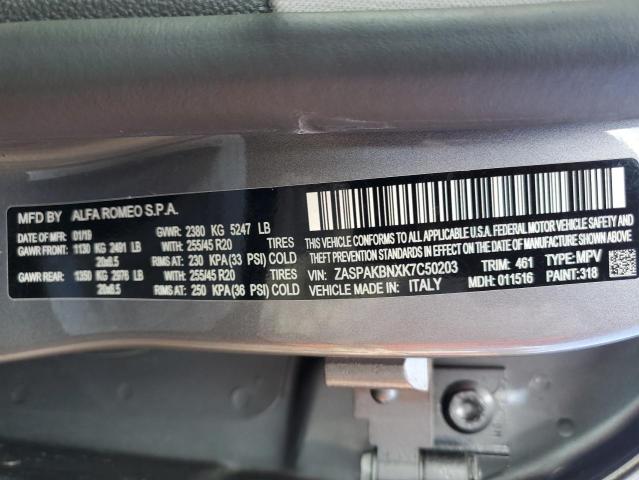 MFD BY ALFA ROMEO S.P.A.
DATE OF MFR: 01/19 GVWR: 2380 KG 5247 LB
GAWR FRONT: 1130 KG 2491 LB WITH: 255/45 R20 TIRES
20x8.5 RIMS AT: 230 KPA (33 PSI) COLD
GAWR REAR: 1350 KG 2976 LB WITH: 255/45 R20 TIRES
20x8.5 RIMS AT: 250 KPA (36 PSI) COLD
THIS VEHICLE CONFORMS TO ALL APPLICABLE U.S.A. FEDERAL MOTOR VEHICLE SAFETY AND
THEFT PREVENTION STANDARDS IN EFFECT ON THE DATE OF MANUFACTURE SHOWN ABOVE
VIN: ZASPAKBNXK7C50203 TRIM: 461 TYPE: MPV
VEHICLE MADE IN: ITALY MDH: 011516 PAINT: 318